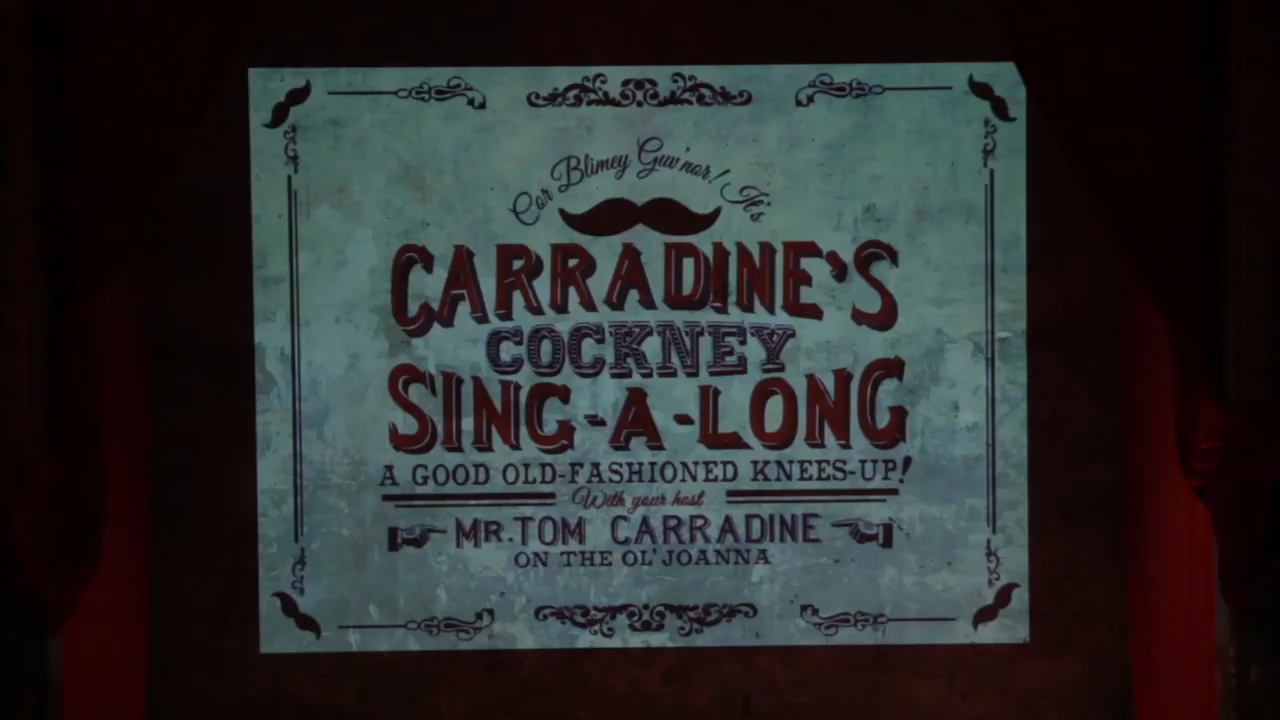 Cor Blimey Guv'nor! It's
CARRADINE'S
COCKNEY
SING-A-LONG
A GOOD OLD-FASHIONED KNEES-UP!
With your host
MR. TOM CARRADINE
ON THE OL' JOANNA